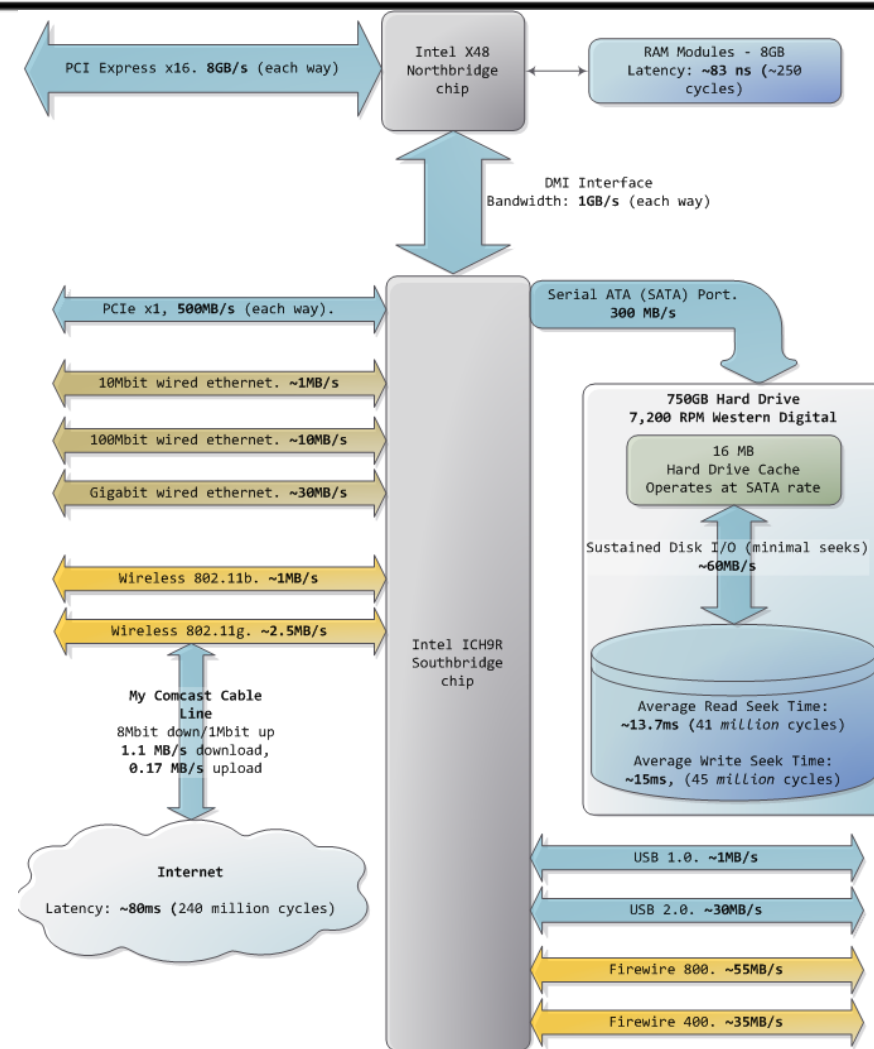 PCI Express x16. 8GB/s (each way)
Intel X48
Northbridge
chip
RAM Modules - 8GB
Latency: ~83 ns (~250
cycles)
DMI Interface
Bandwidth: 1GB/s (each way)
PCIe x1, 500MB/s (each way).
Serial ATA (SATA) Port.
300 MB/s
10Mbit wired ethernet. ~1MB/s
100Mbit wired ethernet. ~10MB/s
Gigabit wired ethernet. ~30MB/s
750GB Hard Drive
7,200 RPM Western Digital
16 MB
Hard Drive Cache
Operates at SATA rate
Sustained Disk I/O (minimal seeks)
~60MB/s
Wireless 802.11b. ~1MB/s
Wireless 802.11g. ~2.5MB/s
Intel ICH9R
Southbridge
chip
My Comcast Cable
Line
8Mbit down/1Mbit up
1.1 MB/s download,
0.17 MB/s upload
Average Read Seek Time:
~13.7ms (41 million cycles)
Average Write Seek Time:
~15ms, (45 million cycles)
Internet
Latency: ~80ms (240 million cycles)
USB 1.0. ~1MB/s
USB 2.0. ~30MB/s
Firewire 800. ~55MB/s
Firewire 400. ~35MB/s